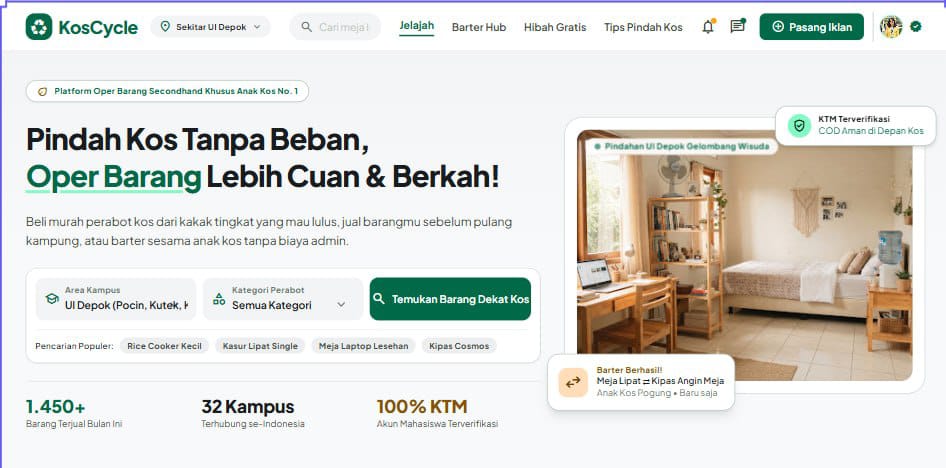 KosCycle
Sekitar UI Depok
Cari meja l
Jelajah
Barter Hub
Hibah Gratis
Tips Pindah Kos
Pasang Iklan
Platform Oper Barang Secondhand Khusus Anak Kos No. 1
Pindah Kos Tanpa Beban,
Oper Barang Lebih Cuan & Berkah!
Beli murah perabot kos dari kakak tingkat yang mau lulus, jual barangmu sebelum pulang
kampung, atau barter sesama anak kos tanpa biaya admin.
Area Kampus
UI Depok (Pocin, Kutek, K
Kategori Perabot
Semua Kategori
Temukan Barang Dekat Kos
Pencarian Populer:
Rice Cooker Kecil
Kasur Lipat Single
Meja Laptop Lesehan
Kipas Cosmos
1.450+
Barang Terjual Bulan Ini
32 Kampus
Terhubung se-Indonesia
100% KTM
Akun Mahasiswa Terverifikasi
KTM Terverifikasi
COD Aman di Depan Kos
Pindahan UI Depok Gelombang Wisuda
Barter Berhasil!
Meja Lipat ⇄ Kipas Angin Meja
Anak Kos Pogung • Baru saja